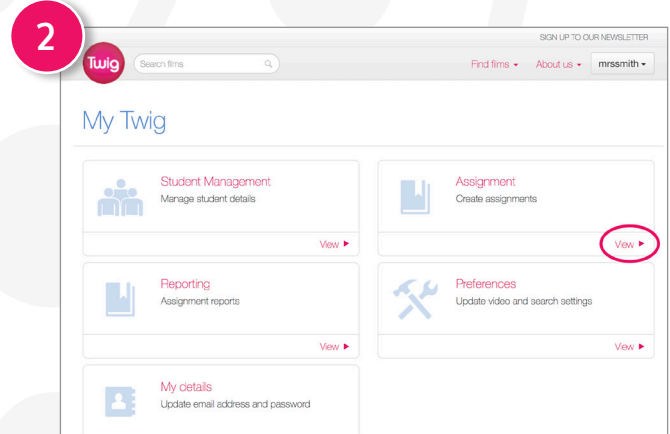 2
SIGN UP TO OUR NEWSLETTER
Twig
Search films
Find films
About us
mrssmith
My Twig
Student Management
Manage student details
View
Assignment
Create assignments
View
Reporting
Assignment reports
View
Preferences
Update video and search settings
View
My details
Update email address and password